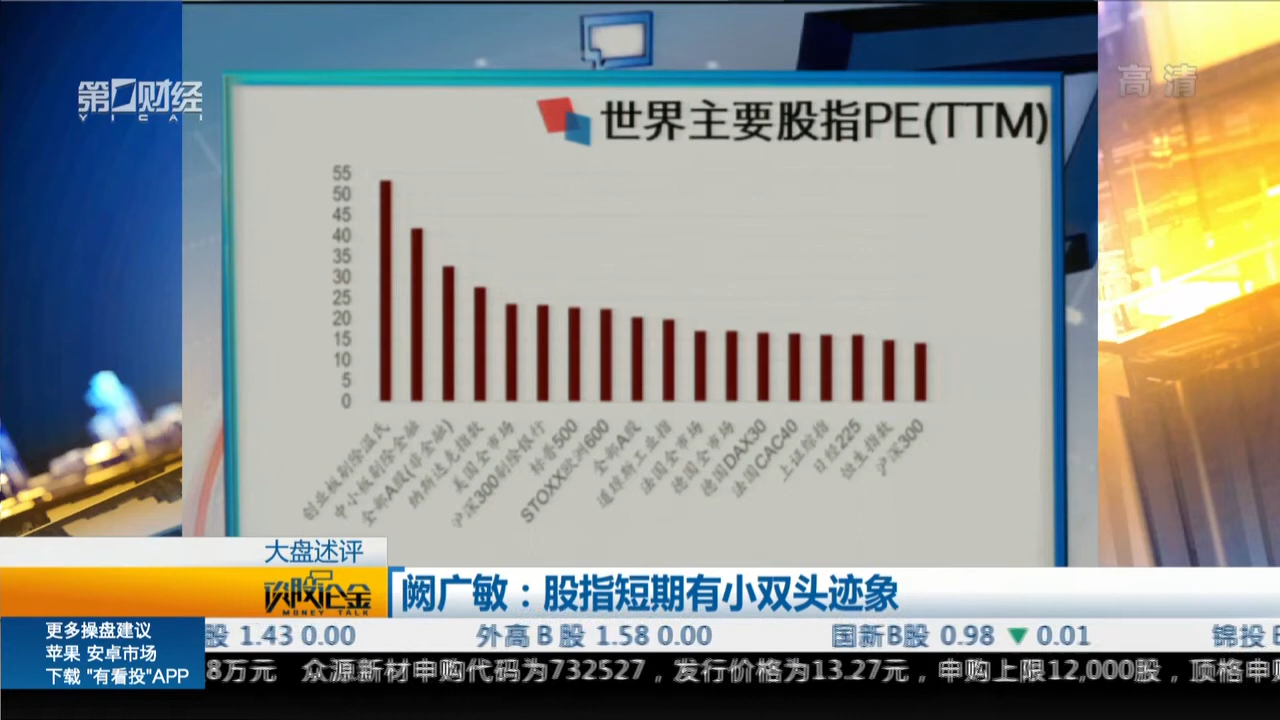 第一财经
YICAI
高清
世界主要股指PE(TTM)
55
50
45
40
35
30
25
20
15
10
5
0
创业板剔除温氏
中小板剔除金融
全部A股(非金融)
纳斯达克指数
美国全市场
沪深300剔除银行
标普500
STOXX欧洲600
全部A股
道琼斯工业指
法国全市场
德国全市场
德国DAX30
法国CAC40
上证综指
日经225
恒生指数
沪深300
大盘述评
谈股论金
MONEY TALK
阙广敏：股指短期有小双头迹象
更多操盘建议
苹果 安卓市场
下载 "有看投"APP
股 1.43 0.00 外高B股 1.58 0.00 国新B股 0.98 ▼ 0.01 锦投
8万元 众源新材申购代码为732527，发行价格为13.27元，申购上限12,000股，顶格申购